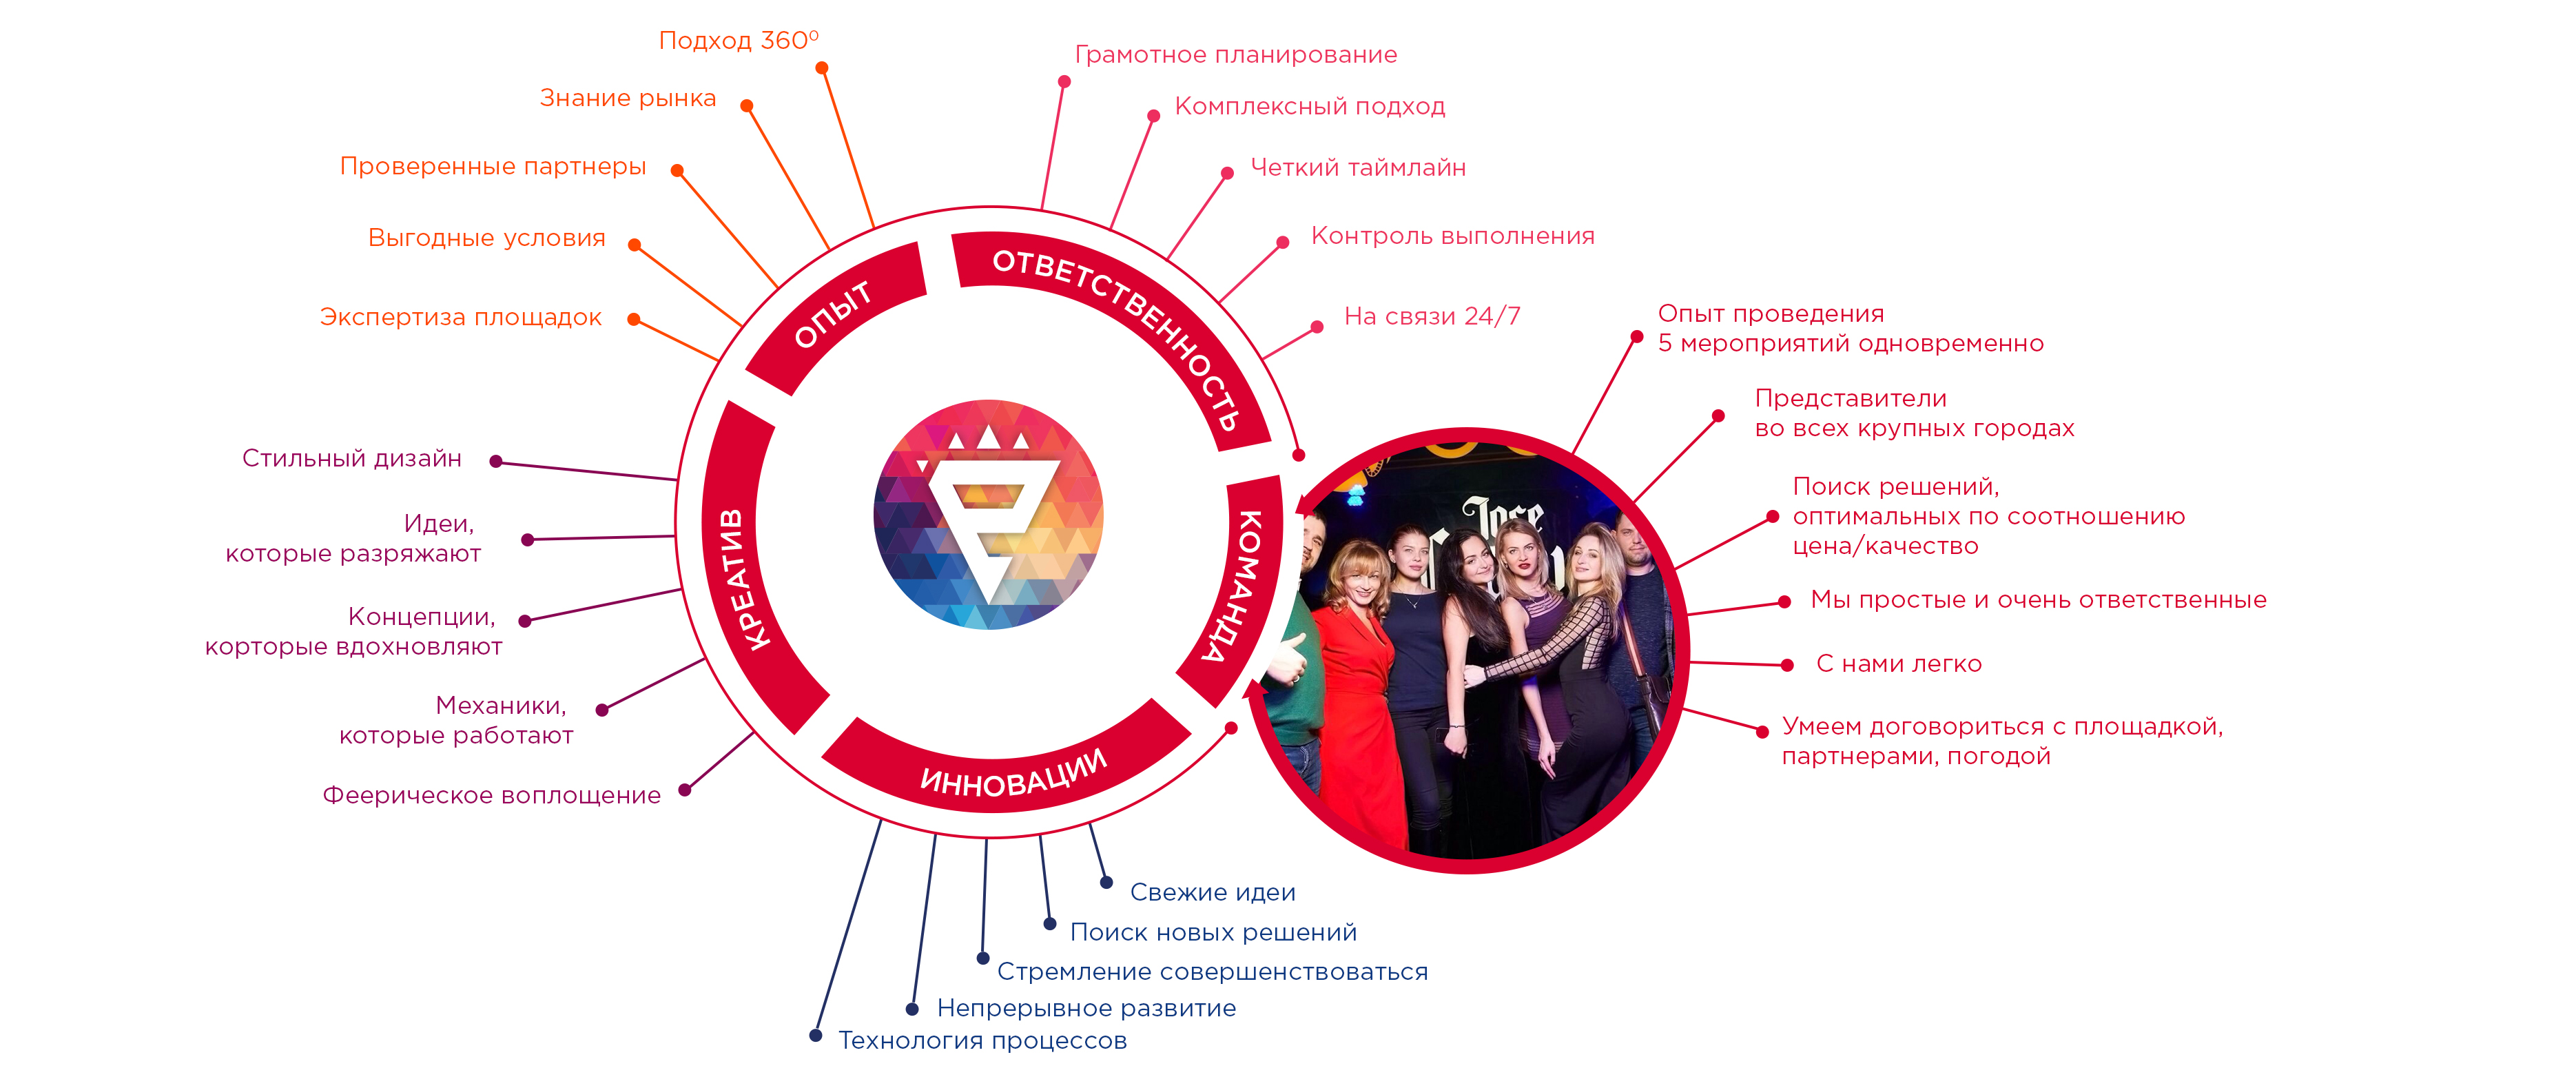 Подход 360⁰
Знание рынка
Проверенные партнеры
Выгодные условия
Экспертиза площадок
ОПЫТ
Грамотное планирование
Комплексный подход
Четкий таймлайн
Контроль выполнения
На связи 24/7
ОТВЕТСТВЕННОСТЬ
Опыт проведения
5 мероприятий одновременно
Представители
во всех крупных городах
Поиск решений,
оптимальных по соотношению
цена/качество
Мы простые и очень ответственные
С нами легко
Умеем договориться с площадкой,
партнерами, погодой
КОМАНДА
Jose
Стильный дизайн
Идеи,
которые разряжают
Концепции,
корторые вдохновляют
Механики,
которые работают
Феерическое воплощение
КРЕАТИВ
ИННОВАЦИИ
Свежие идеи
Поиск новых решений
Стремление совершенствоваться
Непрерывное развитие
Технология процессов